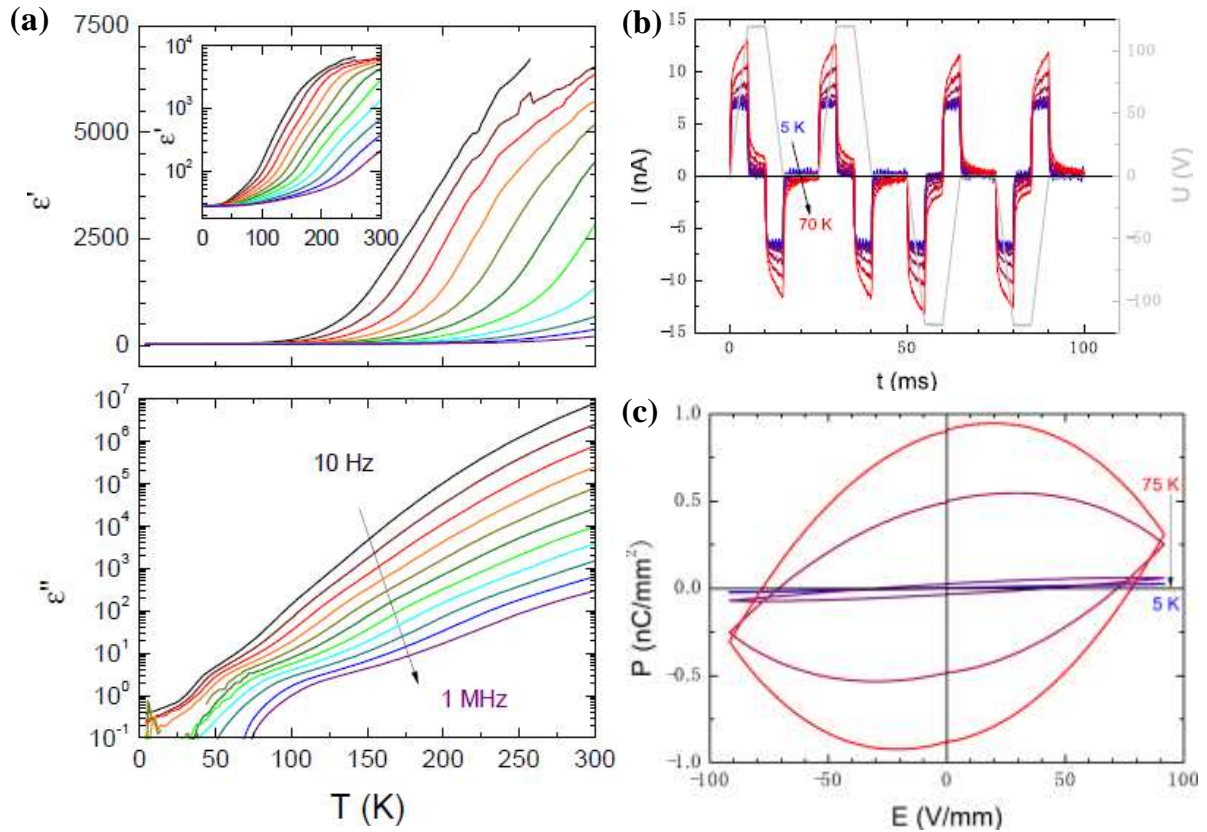 (a)
7500
5000
2500
0
ε'
10⁴
10³
10²
ε'
0 100 200 300
10⁷
10⁶
10⁵
10⁴
10³
10²
10¹
10⁰
10⁻¹
ε''
10 Hz
1 MHz
0 50 100 150 200 250 300
T (K)
(b)
15
10
5
0
−5
−10
−15
I (nA)
5 K
70 K
100
50
0
−50
−100
U (V)
0 50 100
t (ms)
(c)
1.0
0.5
0.0
−0.5
−1.0
P (nC/mm²)
75 K
5 K
−100 −50 0 50 100
E (V/mm)